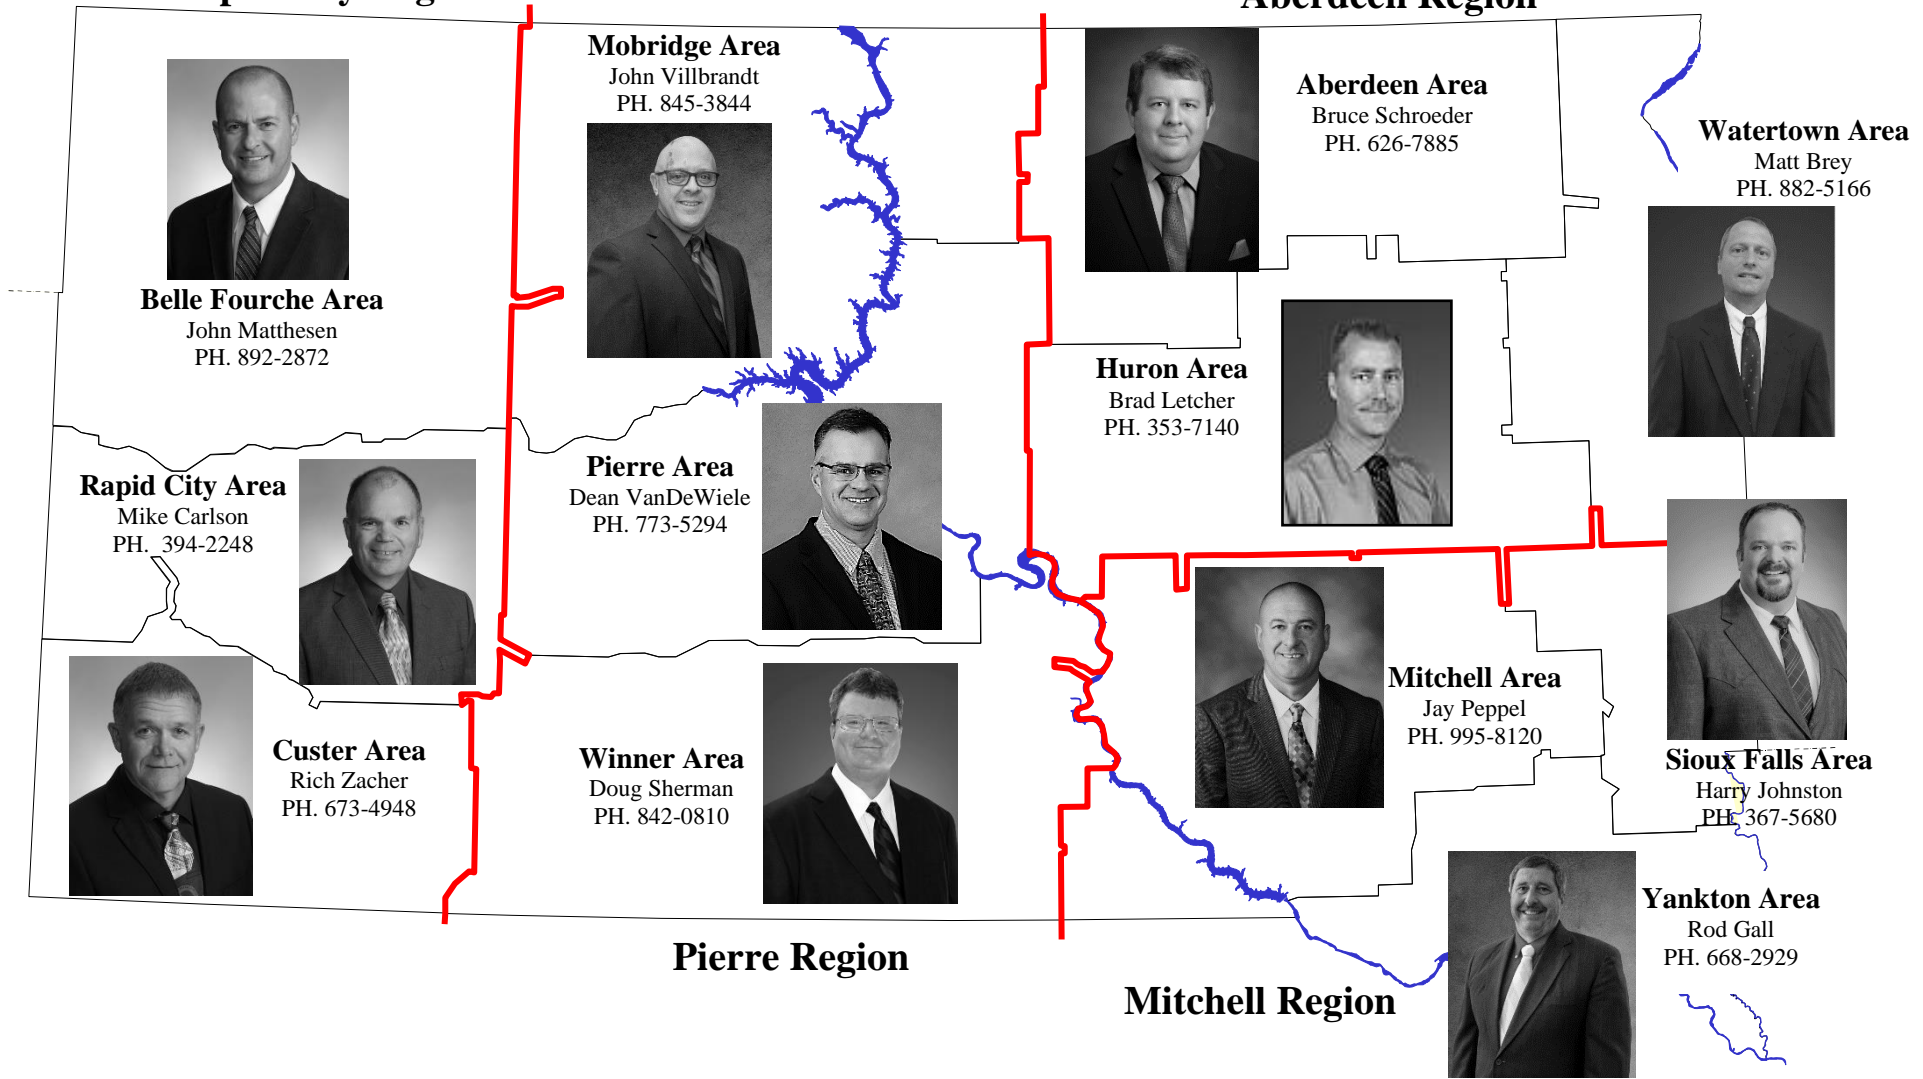 Aberdeen Region
Mobridge Area
John Villbrandt
PH. 845-3844
Aberdeen Area
Bruce Schroeder
PH. 626-7885
Watertown Area
Matt Brey
PH. 882-5166
Belle Fourche Area
John Matthesen
PH. 892-2872
Huron Area
Brad Letcher
PH. 353-7140
Pierre Area
Dean VanDeWiele
PH. 773-5294
Rapid City Area
Mike Carlson
PH.  394-2248
Mitchell Area
Jay Peppel
PH. 995-8120
Custer Area
Rich Zacher
PH. 673-4948
Winner Area
Doug Sherman
PH. 842-0810
Sioux Falls Area
Harry Johnston
PH. 367-5680
Yankton Area
Rod Gall
PH. 668-2929
Pierre Region
Mitchell Region